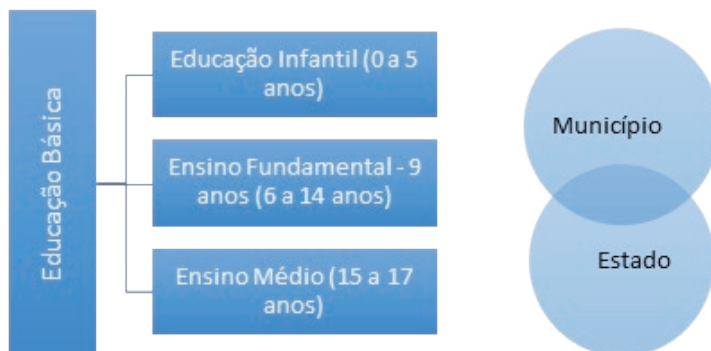 Educação Básica
Educação Infantil (0 a 5
anos)
Ensino Fundamental - 9
anos (6 a 14 anos)
Ensino Médio (15 a 17
anos)
Município
Estado